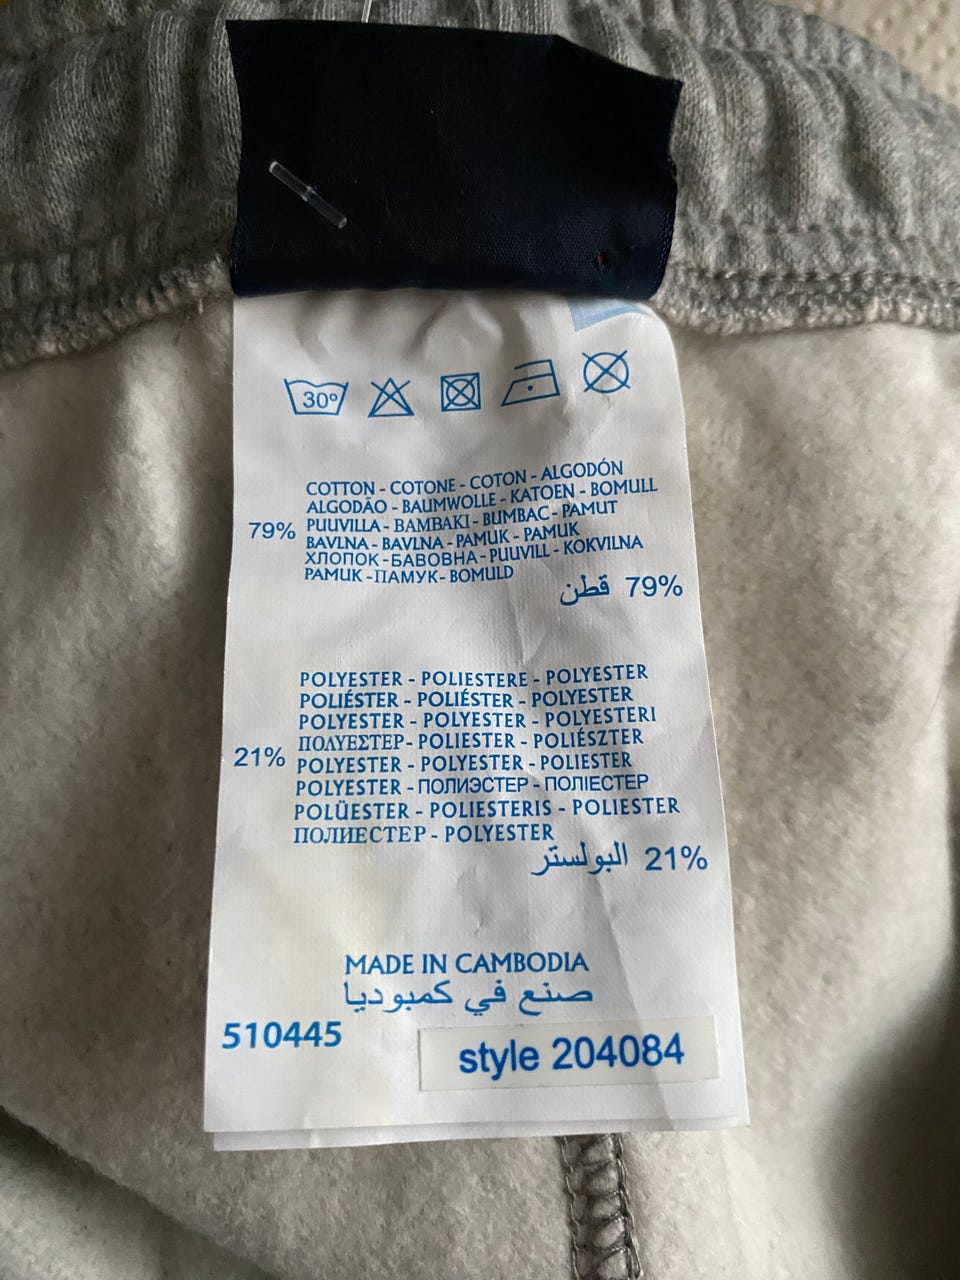 30°
COTTON - COTONE - COTON - ALGODÓN
ALGODÃO - BAUMWOLLE - KATOEN - BOMULL
79% PUUVILLA - BAMBAKI - BUMBAC - PAMUT
BAVLNA - BAVLNA - PAMUK - PAMUK
ХЛОПОК - БАВОВНА - PUUVILL - KOKVILNA
PAMUK - ПАМУК - BOMULD
79% قطن
POLYESTER - POLIESTERE - POLYESTER
POLIÉSTER - POLIÉSTER - POLYESTER
POLYESTER - POLYESTER - POLYESTERI
ΠΟΛΥΕΣΤΕΡ - POLIESTER - POLIÉSZTER
21% POLYESTER - POLYESTER - POLIESTER
POLYESTER - ПОЛИЭСТЕР - ПОЛІЕСТЕР
POLÜESTER - POLIESTERIS - POLIESTER
ПОЛИЕСТЕР - POLYESTER
21% البولستر
MADE IN CAMBODIA
صنع في كمبوديا
510445
style 204084